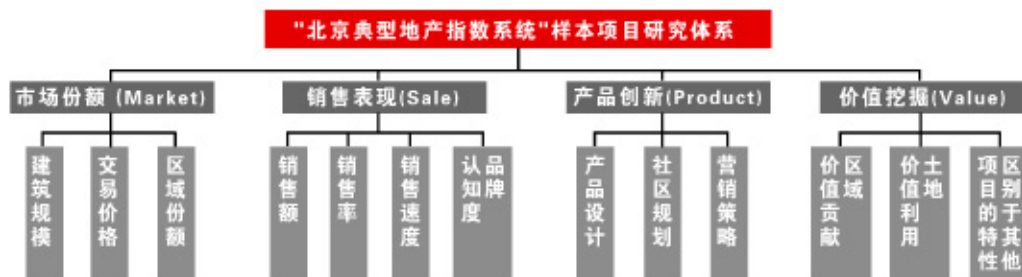 "北京典型地产指数系统"样本项目研究体系
市场份额 (Market)
销售表现(Sale)
产品创新(Product)
价值挖掘(Value)
建筑规模
交易价格
区域份额
销售额
销售率
销售速度
品牌
认知度
产品设计
社区规划
营销策略
区域
价值贡献
土地
价值利用
区别于其他
项目的特性